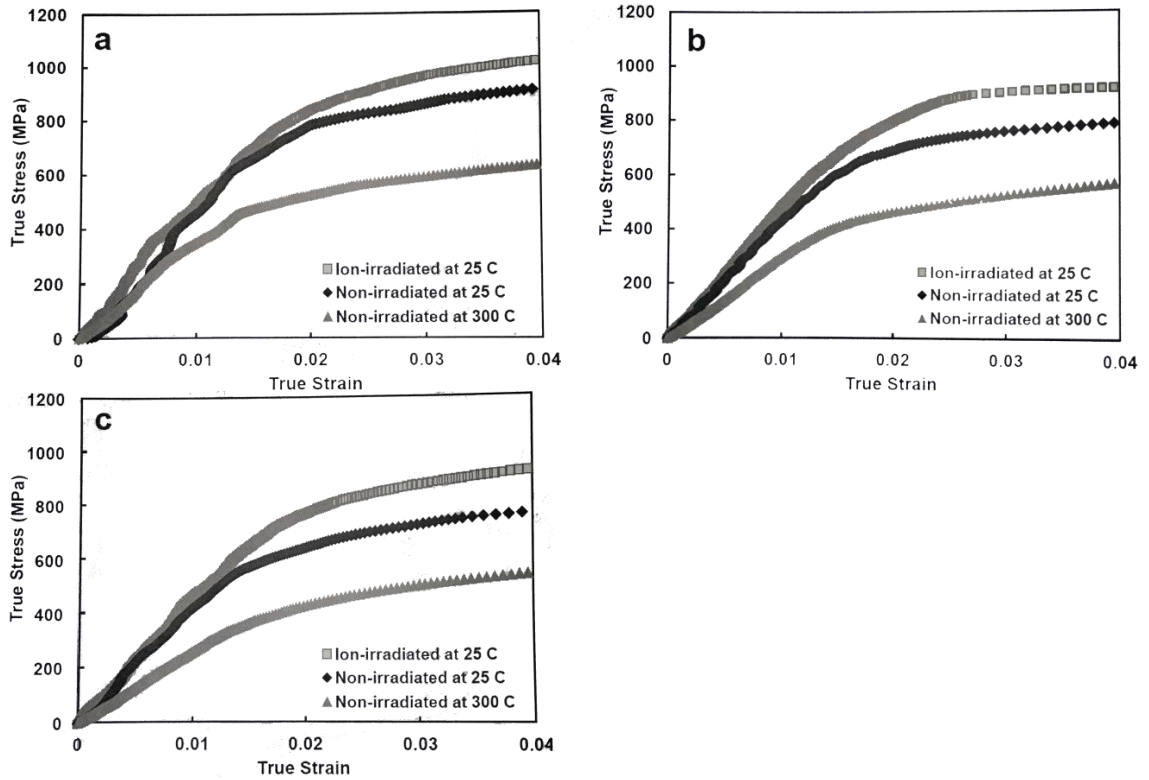 a
1200
1000
800
600
400
200
0
True Stress (MPa)
Ion-irradiated at 25 C
Non-irradiated at 25 C
Non-irradiated at 300 C
0 0.01 0.02 0.03 0.04
True Strain
b
1200
1000
800
600
400
200
0
True Stress (MPa)
Ion-irradiated at 25 C
Non-irradiated at 25 C
Non-irradiated at 300 C
0 0.01 0.02 0.03 0.04
True Strain
c
1200
1000
800
600
400
200
0
True Stress (MPa)
Ion-irradiated at 25 C
Non-irradiated at 25 C
Non-irradiated at 300 C
0 0.01 0.02 0.03 0.04
True Strain